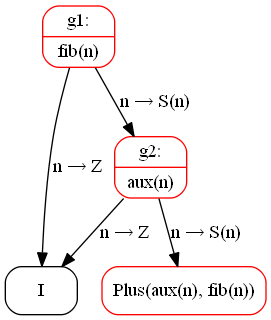 g1:
fib(n)
n → S(n)
n → Z
g2:
aux(n)
n → Z
n → S(n)
I
Plus(aux(n), fib(n))